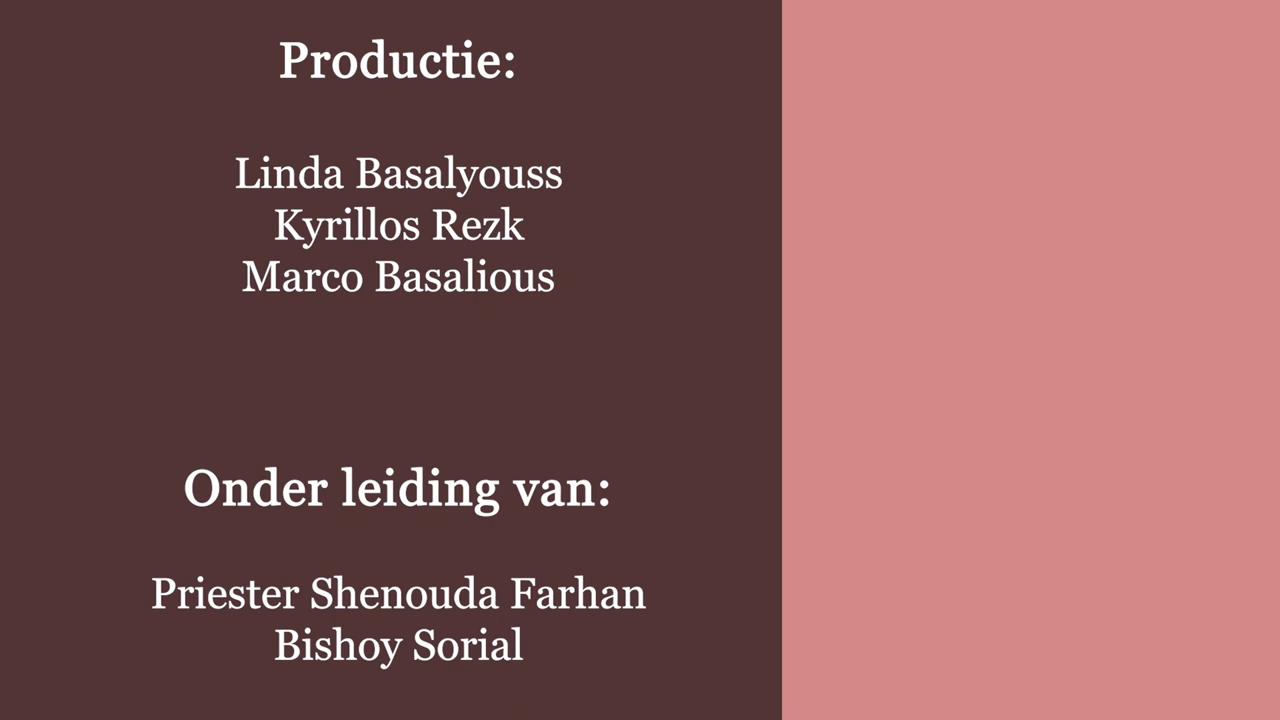 Productie:
Linda Basalyouss
Kyrillos Rezk
Marco Basalious
Onder leiding van:
Priester Shenouda Farhan
Bishoy Sorial